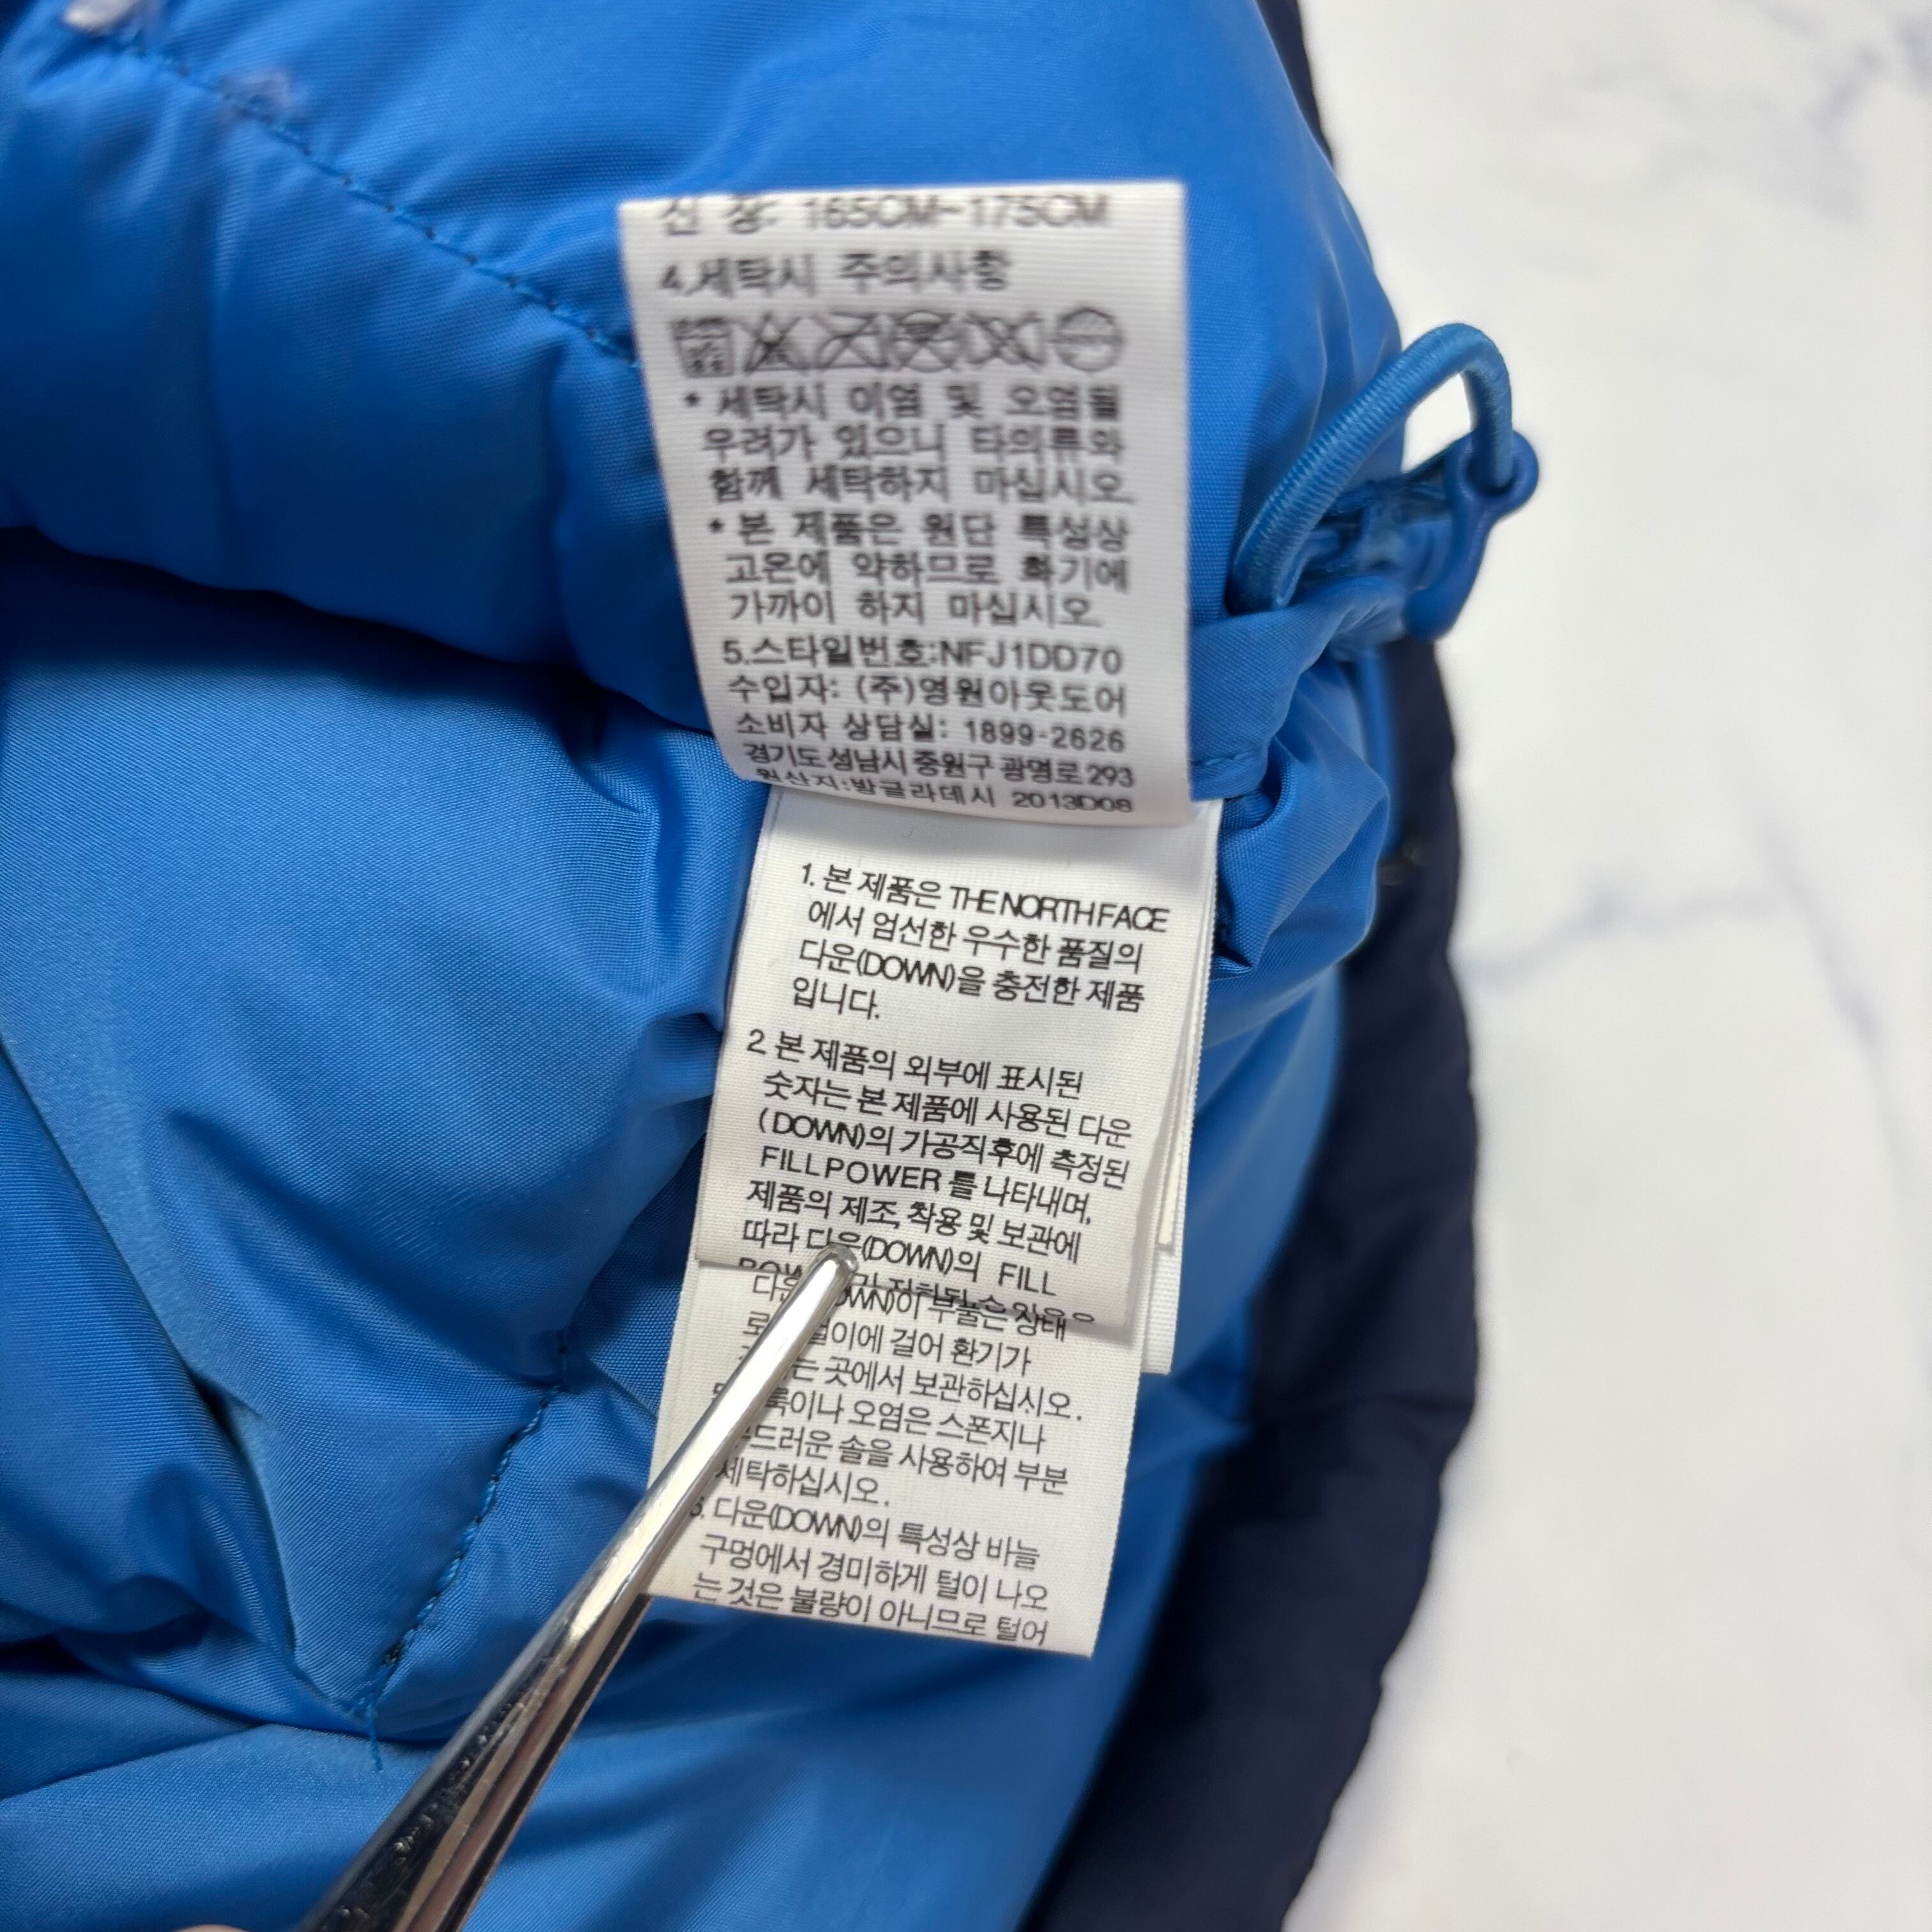 신 장: 165CM-175CM
4.세탁시 주의사항
* 세탁시 이염 및 오염될
우려가 있으니 타의류와
함께 세탁하지 마십시오.
* 본 제품은 원단 특성상
고온에 약하므로 화기에
가까이 하지 마십시오.
5.스타일번호:NFJ1DD70
수입자: (주)영원아웃도어
소비자 상담실: 1899-2626
경기도 성남시 중원구 광명로 293
원산지:방글라데시 2013D08
1. 본 제품은 THE NORTH FACE
에서 엄선한 우수한 품질의
다운(DOWN)을 충전한 제품
입니다.
2. 본 제품의 외부에 표시된
숫자는 본 제품에 사용된 다운
(DOWN)의 가공직후에 측정된
FILL POWER 를 나타내며,
제품의 제조, 착용 및 보관에
따라 다운(DOWN)의 FILL
부풀은 상태
걸어 환기가
곳에서 보관하십시오.
오염은 스폰지나
솔을 사용하여 부분
세탁하십시오.
6. 다운(DOWN)의 특성상 바늘
구멍에서 경미하게 털이 나오
는 것은 불량이 아니므로 털어